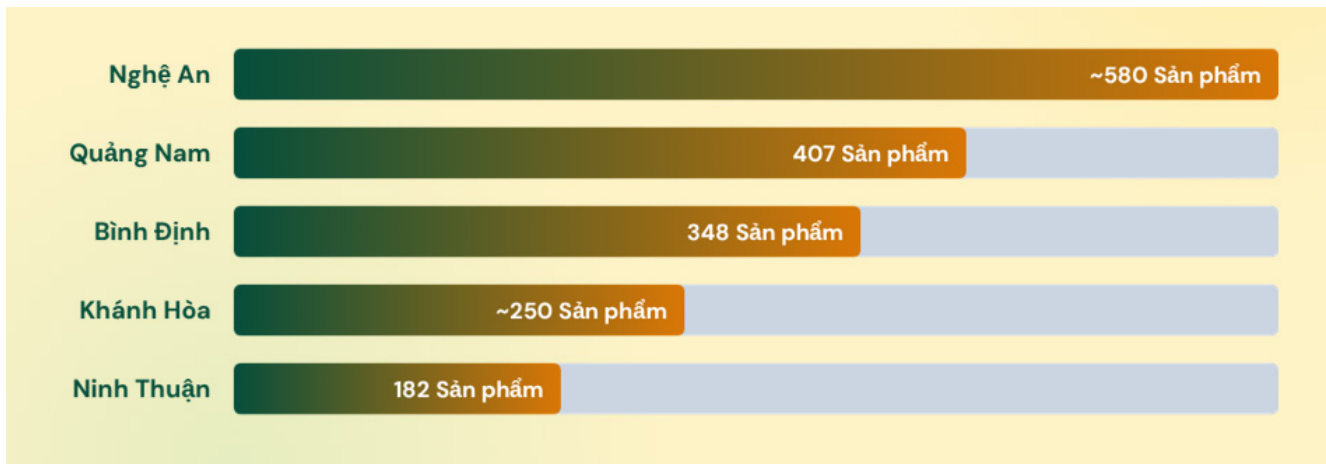 Nghệ An
~580 Sản phẩm
Quảng Nam
407 Sản phẩm
Bình Định
348 Sản phẩm
Khánh Hòa
~250 Sản phẩm
Ninh Thuận
182 Sản phẩm